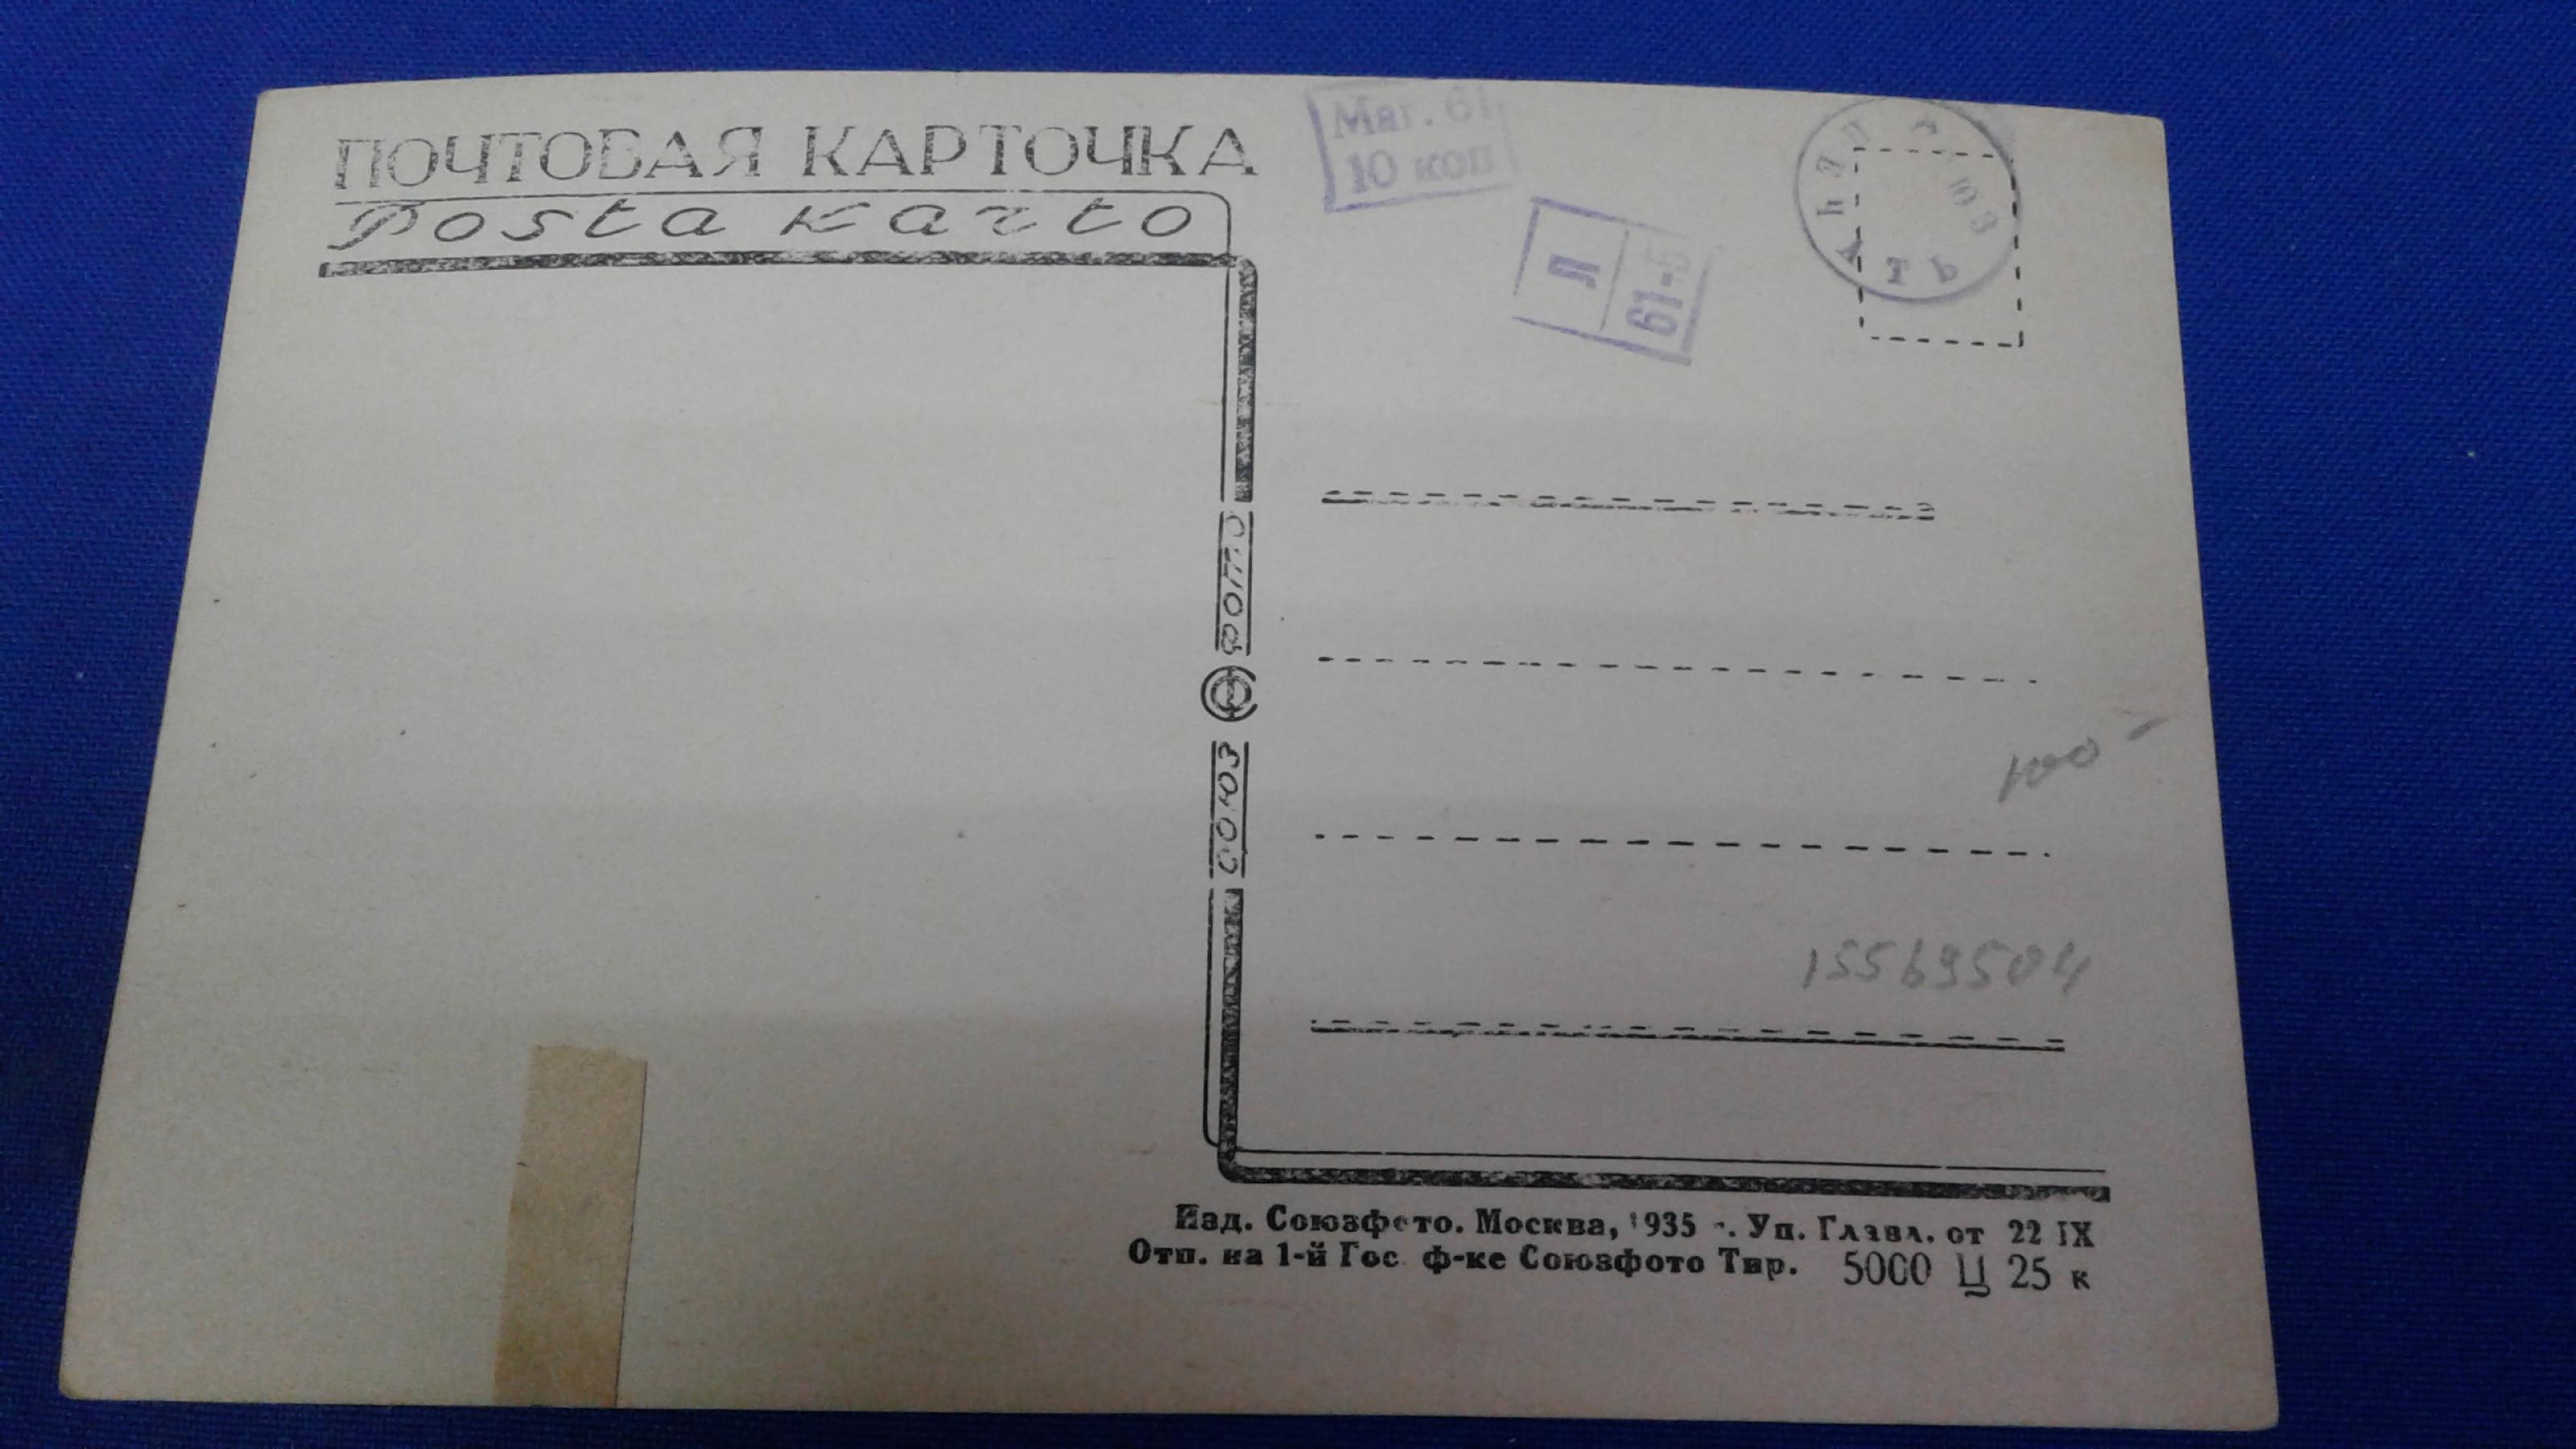 ПОЧТОВАЯ КАРТОЧКА
Poŝta karto
Маг. 61
10 коп
Л
61-5
СОЮЗ
ФОТО
100-
15569504
Изд. Союзфото. Москва, 1935 г. Уп. Главл. от 22 IX
Отп. на 1-й Гос ф-ке Союзфото Тир. 5000 Ц 25 к